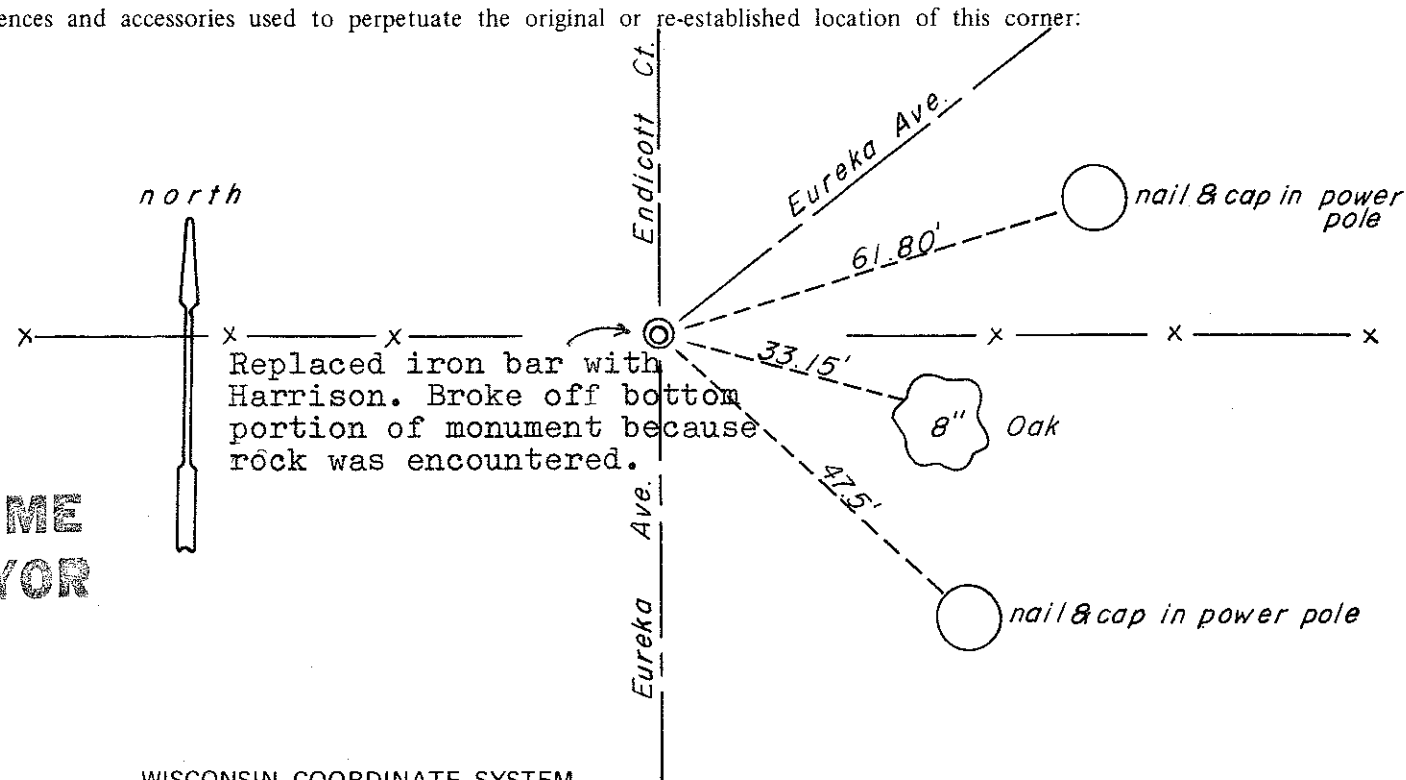 ences and accessories used to perpetuate the original or re-established location of this corner:
Endicott Ct.
Eureka Ave.
north
nail & cap in power
pole
61.80'
x x x x x x
33.15'
Replaced iron bar with
Harrison. Broke off bottom
portion of monument because
rock was encountered.
8" Oak
47.5'
ME
YOR
Eureka Ave.
nail & cap in power pole
WISCONSIN COORDINATE SYSTEM